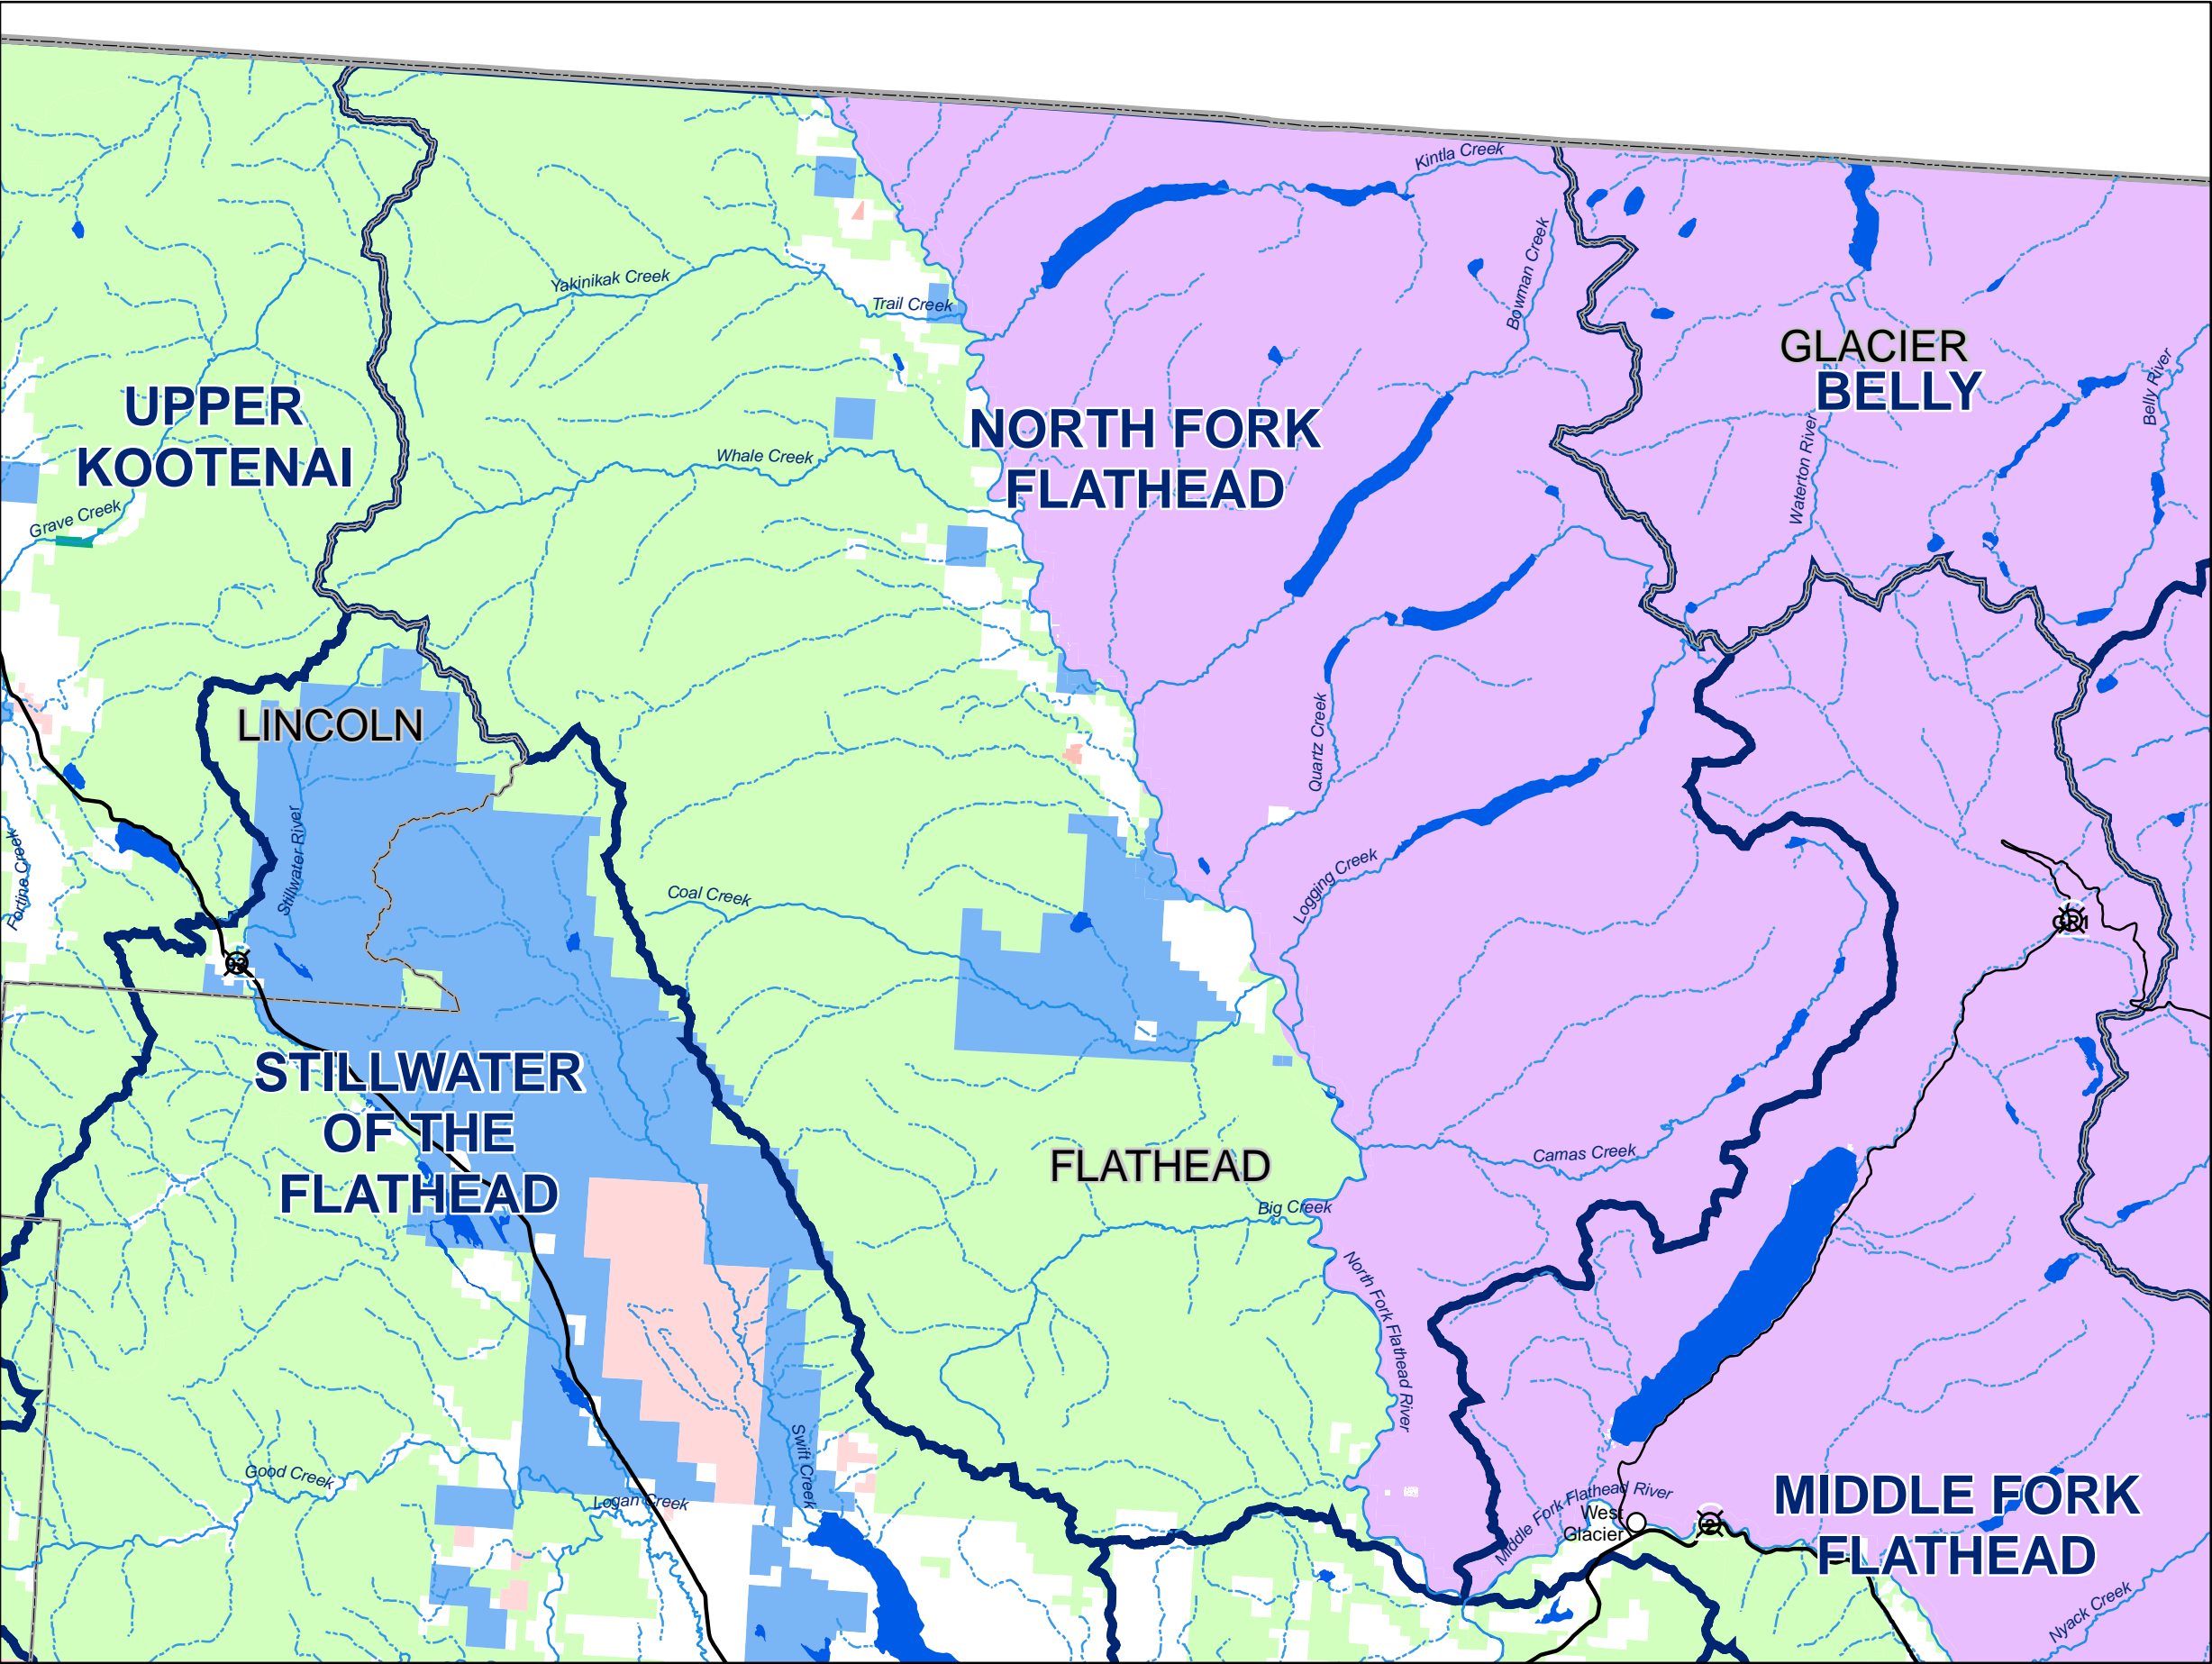 Kintla Creek
Bowman Creek
Yakinikak Creek
Trail Creek
GLACIER
BELLY
Belly River
UPPER
KOOTENAI
NORTH FORK
FLATHEAD
Waterton River
Whale Creek
Grave Creek
LINCOLN
Quartz Creek
Stillwater River
Fortine Creek
Coal Creek
Logging Creek
GR1
93
STILLWATER
OF THE
FLATHEAD
FLATHEAD
Camas Creek
Big Creek
North Fork Flathead River
Swift Creek
Good Creek
Logan Creek
Middle Fork Flathead River
West
Glacier
2
MIDDLE FORK
FLATHEAD
Nyack Creek